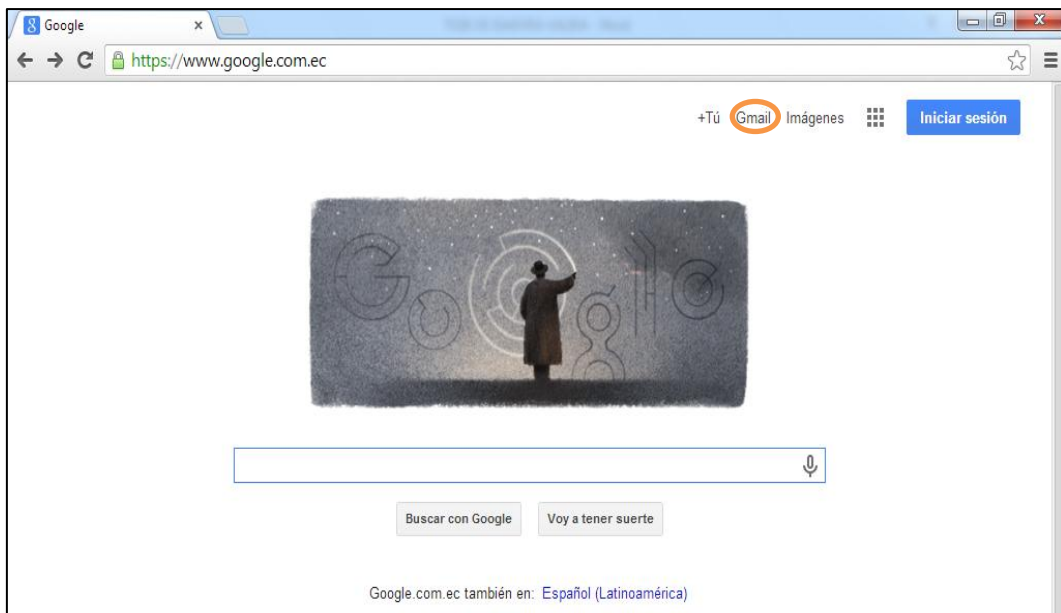 Google
https://www.google.com.ec
+Tú Gmail Imágenes Iniciar sesión
Google
Buscar con Google Voy a tener suerte
Google.com.ec también en: Español (Latinoamérica)